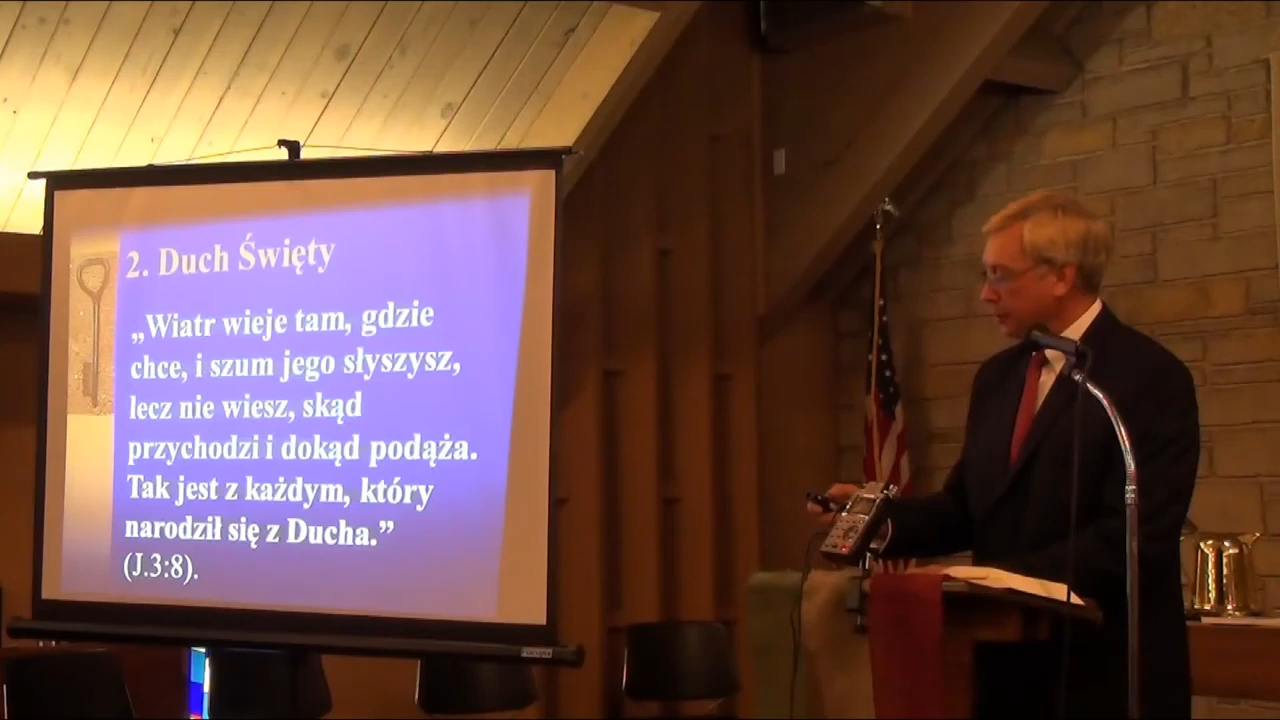 2. Duch Święty
„Wiatr wieje tam, gdzie
chce, i szum jego słyszysz,
lecz nie wiesz, skąd
przychodzi i dokąd podąża.
Tak jest z każdym, który
narodził się z Ducha.”
(J.3:8).